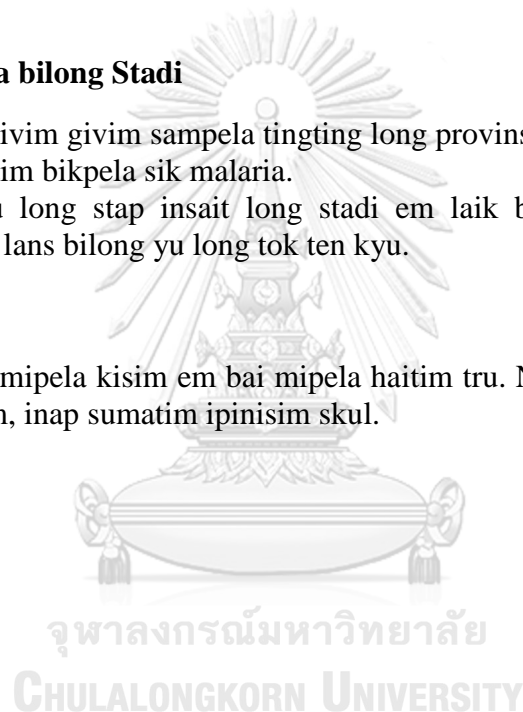 a bilong Stadi
ivim givim sampela tingting long provins
im bikpela sik malaria.
long stap insait long stadi em laik b
lans bilong yu long tok ten kyu.
mipela kisim em bai mipela haitim tru.
, inap sumatim ipinisim skul.
จุฬาลงกรณ์มหาวิทยาลัย
CHULALONGKORN UNIVERSITY